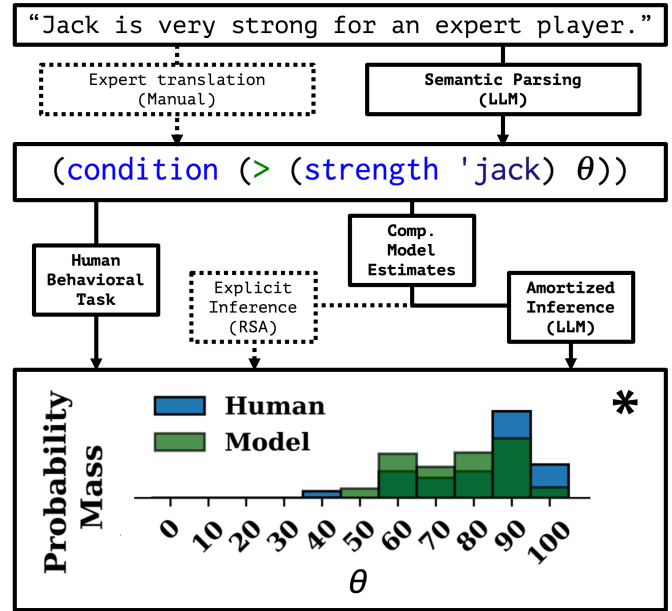 “Jack is very strong for an expert player.”
Expert translation
(Manual)
Semantic Parsing
(LLM)
(condition (> (strength 'jack) θ))
Human
Behavioral
Task
Comp.
Model
Estimates
Explicit
Inference
(RSA)
Amortized
Inference
(LLM)
Probability
Mass
Human
Model
*
0
10
20
30
40
50
60
70
80
90
100
θ